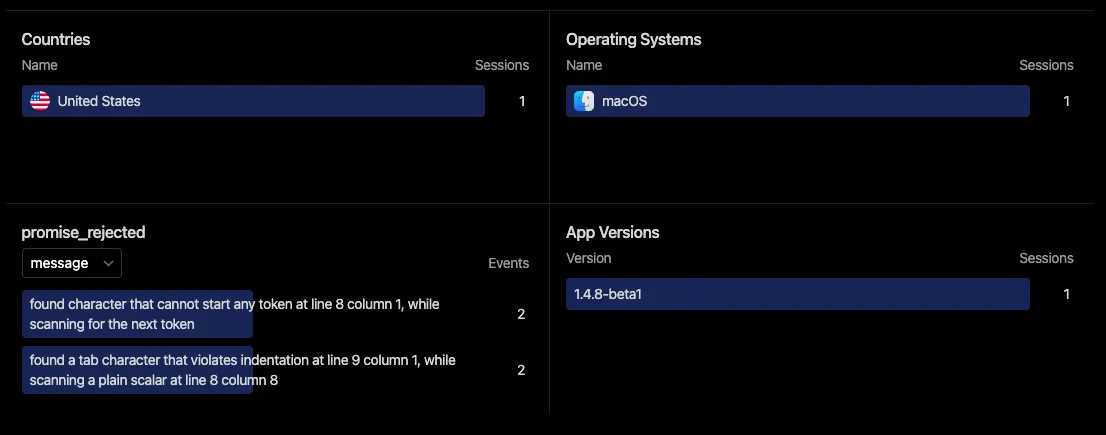 Countries
Name Sessions
United States 1
Operating Systems
Name Sessions
macOS 1
promise_rejected
message Events
found character that cannot start any token at line 8 column 1, while
scanning for the next token
2
found a tab character that violates indentation at line 9 column 1, while
scanning a plain scalar at line 8 column 8
2
App Versions
Version Sessions
1.4.8-beta1 1